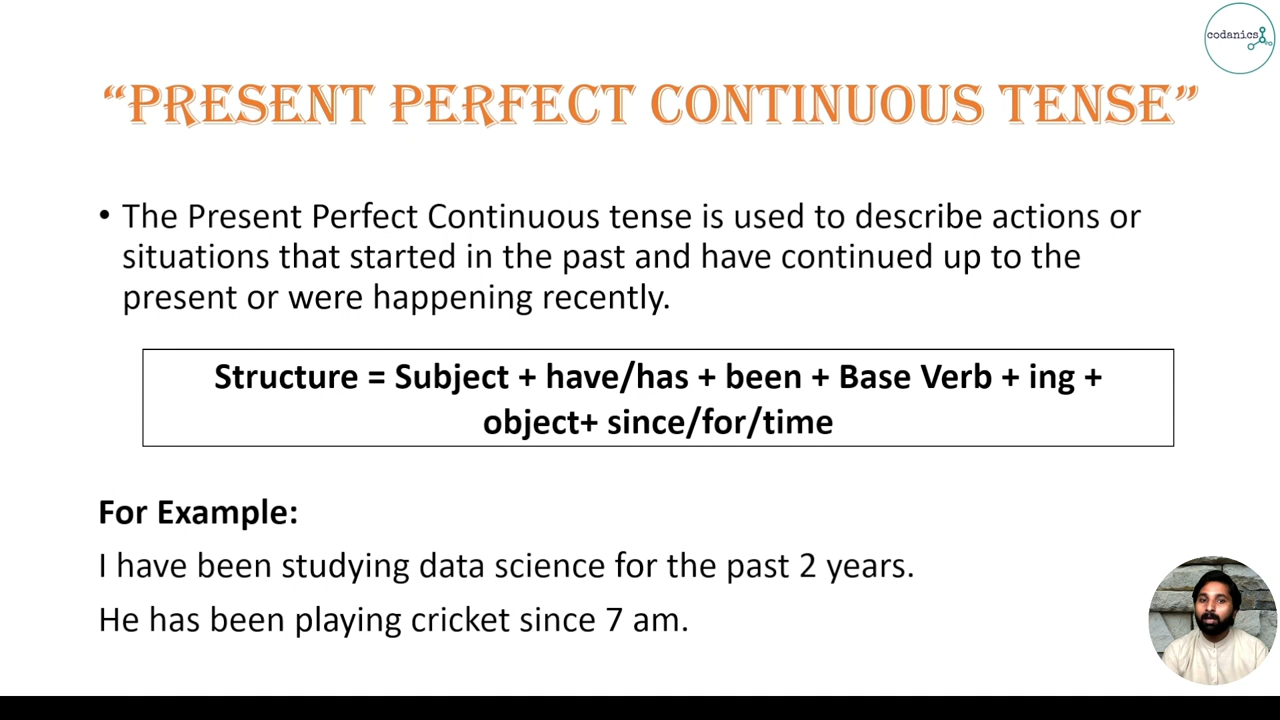 codanics
“PRESENT PERFECT CONTINUOUS TENSE”
• The Present Perfect Continuous tense is used to describe actions or
situations that started in the past and have continued up to the
present or were happening recently.
Structure = Subject + have/has + been + Base Verb + ing +
object+ since/for/time
For Example:
I have been studying data science for the past 2 years.
He has been playing cricket since 7 am.